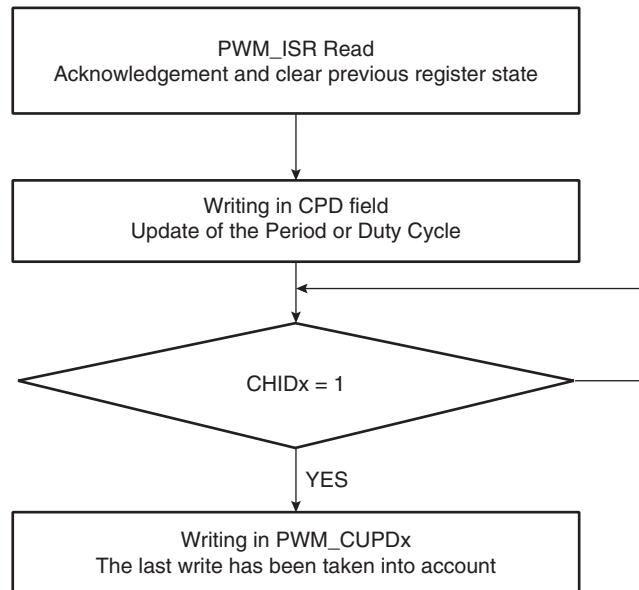 PWM_ISR Read
Acknowledgement and clear previous register state
Writing in CPD field
Update of the Period or Duty Cycle
CHIDx = 1
YES
Writing in PWM_CUPDx
The last write has been taken into account